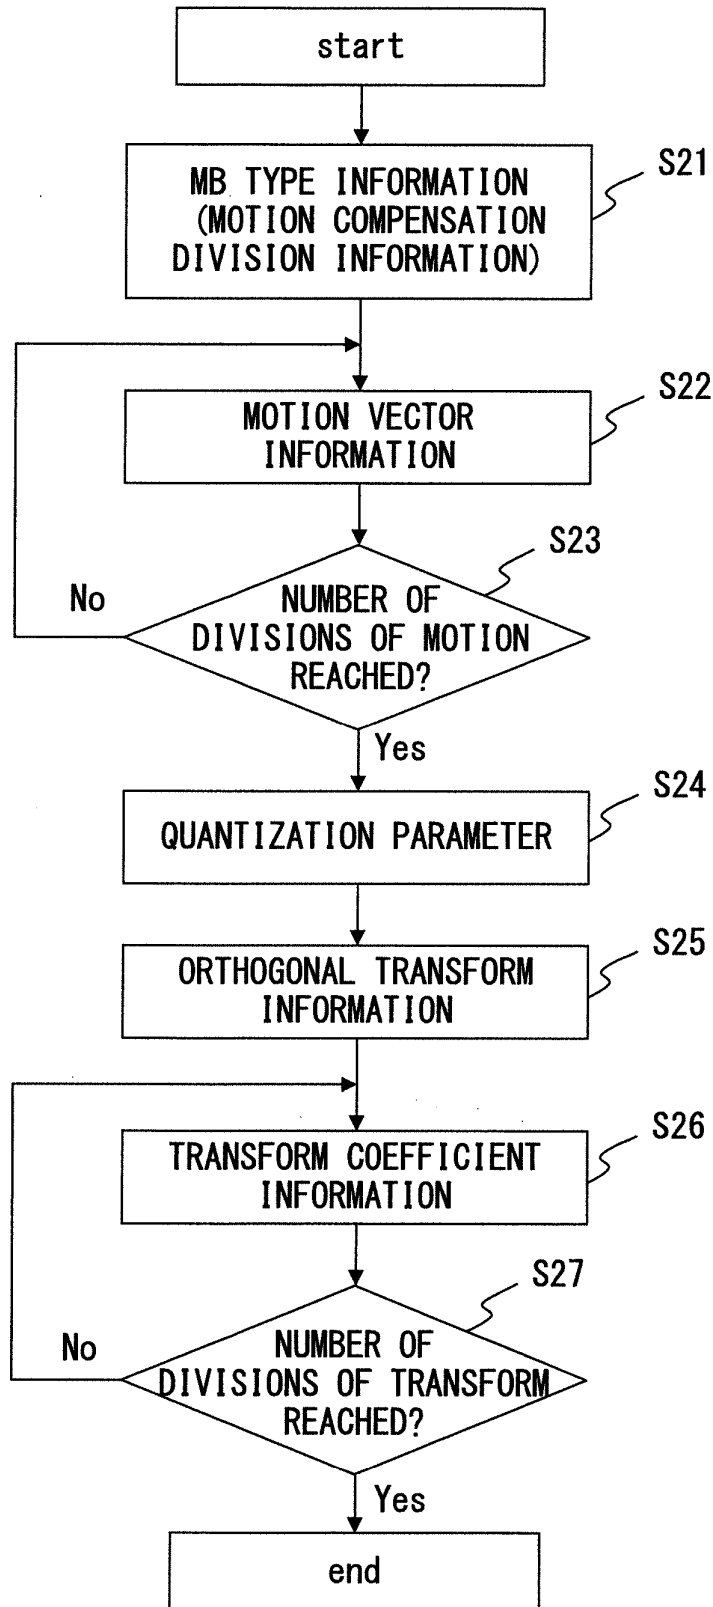 start
MB TYPE INFORMATION
(MOTION COMPENSATION
DIVISION INFORMATION)
S21
MOTION VECTOR
INFORMATION
S22
NUMBER OF
DIVISIONS OF MOTION
REACHED?
S23
No
Yes
QUANTIZATION PARAMETER
S24
ORTHOGONAL TRANSFORM
INFORMATION
S25
TRANSFORM COEFFICIENT
INFORMATION
S26
NUMBER OF
DIVISIONS OF TRANSFORM
REACHED?
S27
No
Yes
end